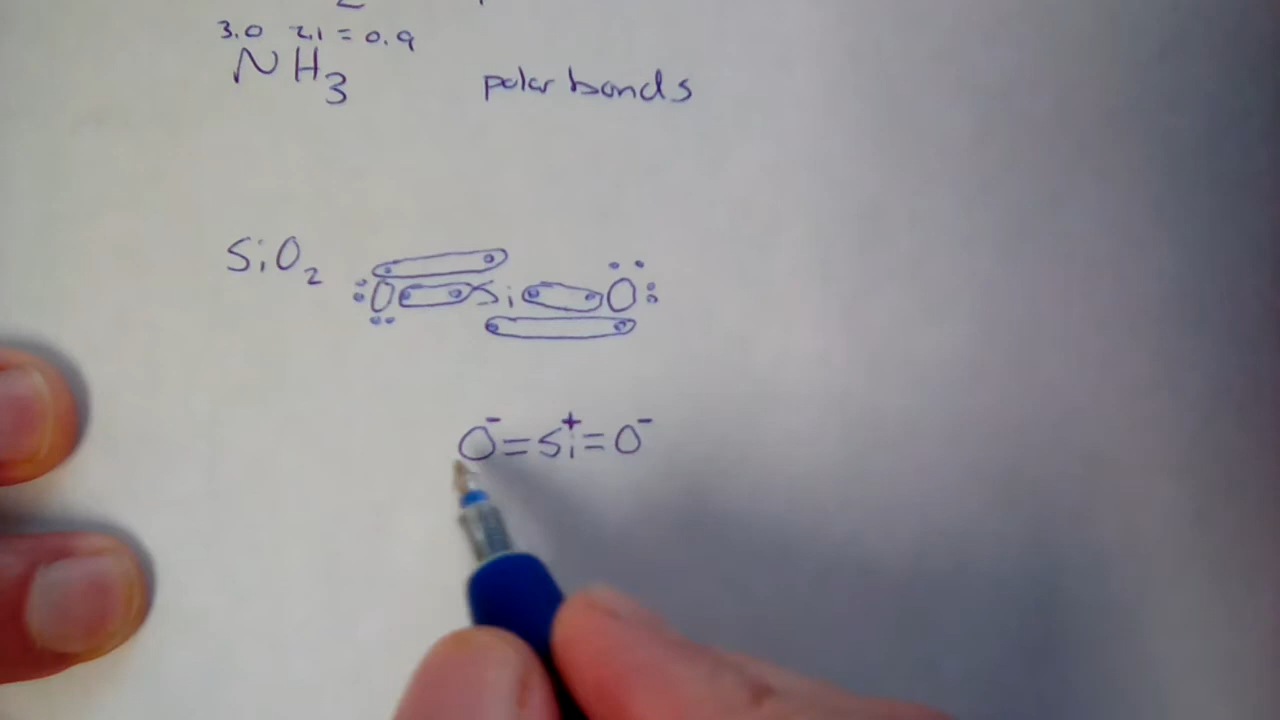 3.0 2.1 = 0.9
NH3 polar bonds
SiO2 :O Si O:
O⁻=Si⁺=O⁻